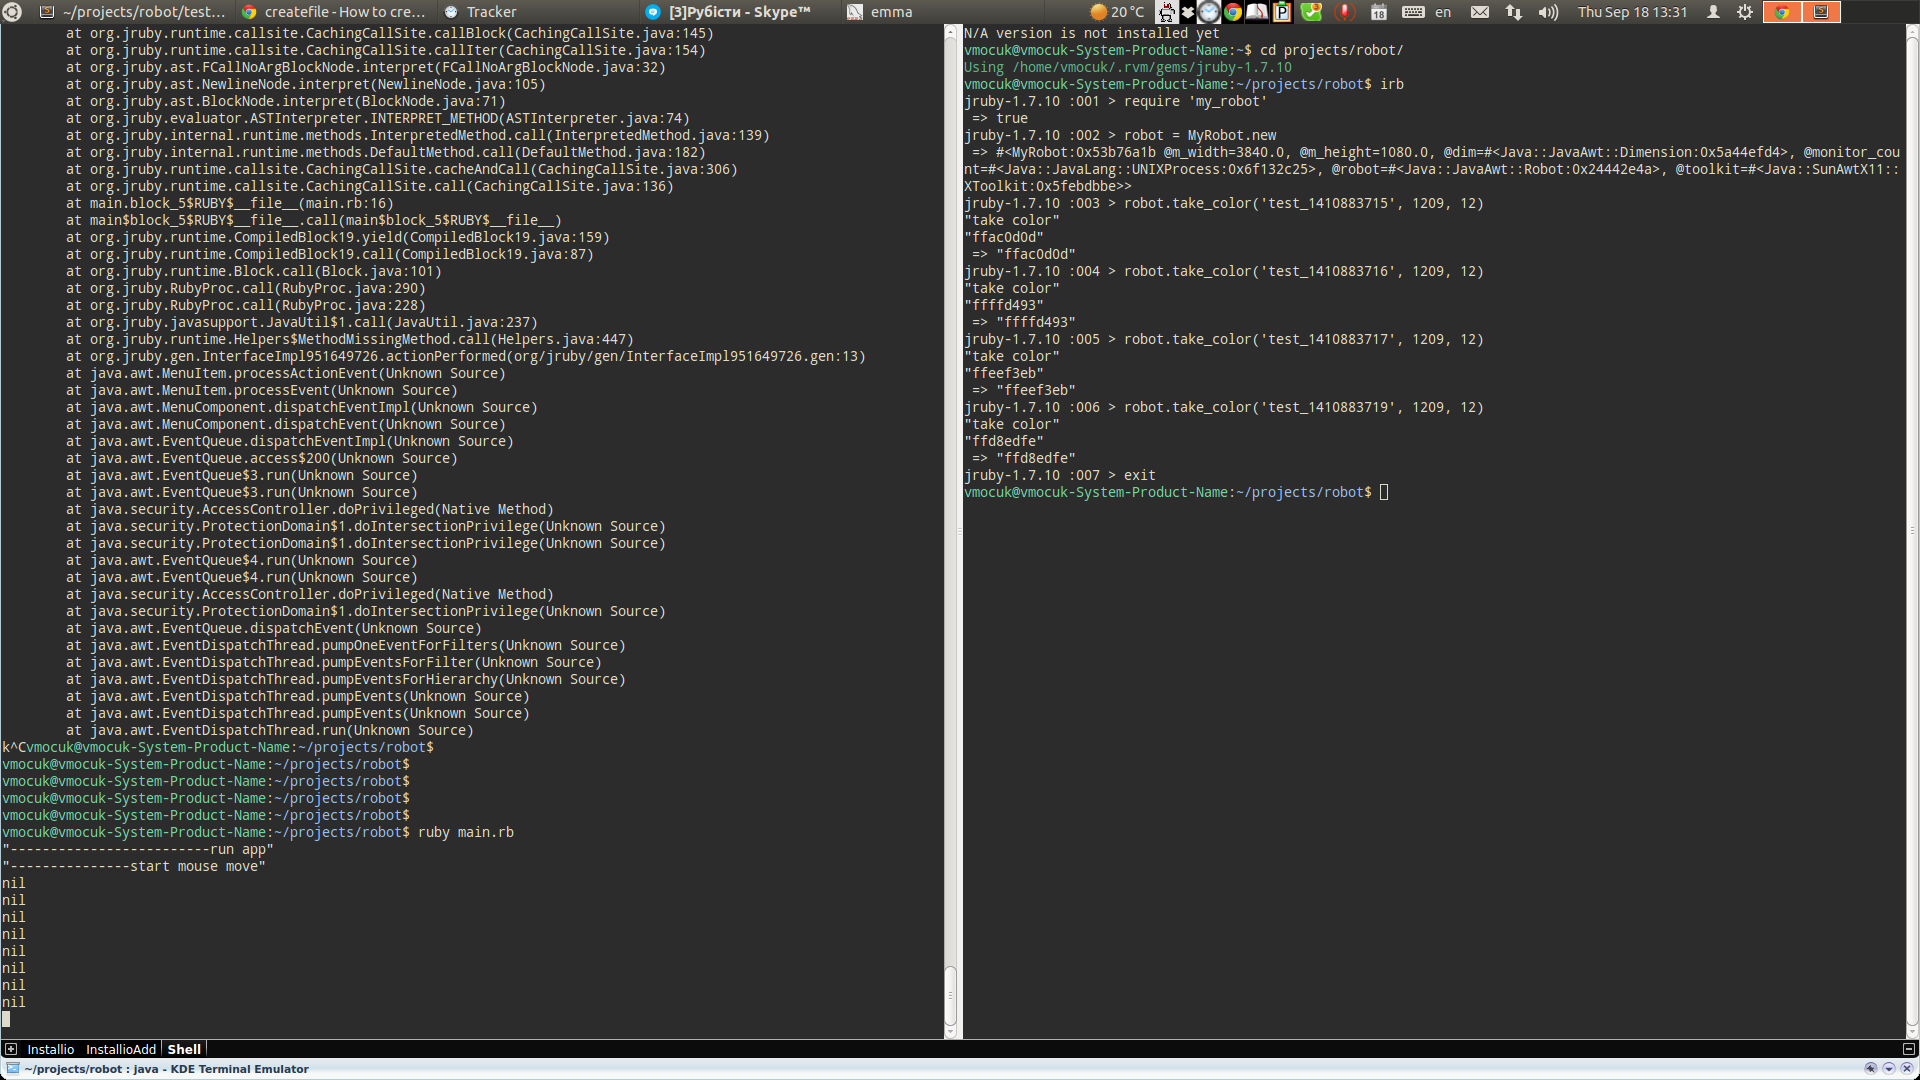 ~/projects/robot/test...
createfile - How to cre...
Tracker
[3]Рубісти - Skype™
emma
20 °C
18
en
Thu Sep 18 13:31
at org.jruby.runtime.callsite.CachingCallSite.callBlock(CachingCallSite.java:145)
at org.jruby.runtime.callsite.CachingCallSite.callIter(CachingCallSite.java:154)
at org.jruby.ast.FCallNoArgBlockNode.interpret(FCallNoArgBlockNode.java:32)
at org.jruby.ast.NewlineNode.interpret(NewlineNode.java:105)
at org.jruby.ast.BlockNode.interpret(BlockNode.java:71)
at org.jruby.evaluator.ASTInterpreter.INTERPRET_METHOD(ASTInterpreter.java:74)
at org.jruby.internal.runtime.methods.InterpretedMethod.call(InterpretedMethod.java:139)
at org.jruby.internal.runtime.methods.DefaultMethod.call(DefaultMethod.java:182)
at org.jruby.runtime.callsite.CachingCallSite.cacheAndCall(CachingCallSite.java:306)
at org.jruby.runtime.callsite.CachingCallSite.call(CachingCallSite.java:136)
at main.block_5$RUBY$__file__(main.rb:16)
at main$block_5$RUBY$__file__.call(main$block_5$RUBY$__file__)
at org.jruby.runtime.CompiledBlock19.yield(CompiledBlock19.java:159)
at org.jruby.runtime.CompiledBlock19.call(CompiledBlock19.java:87)
at org.jruby.runtime.Block.call(Block.java:101)
at org.jruby.RubyProc.call(RubyProc.java:290)
at org.jruby.RubyProc.call(RubyProc.java:228)
at org.jruby.javasupport.JavaUtil$1.call(JavaUtil.java:237)
at org.jruby.runtime.Helpers$MethodMissingMethod.call(Helpers.java:447)
at org.jruby.gen.InterfaceImpl951649726.actionPerformed(org/jruby/gen/InterfaceImpl951649726.gen:13)
at java.awt.MenuItem.processActionEvent(Unknown Source)
at java.awt.MenuItem.processEvent(Unknown Source)
at java.awt.MenuComponent.dispatchEventImpl(Unknown Source)
at java.awt.MenuComponent.dispatchEvent(Unknown Source)
at java.awt.EventQueue.dispatchEventImpl(Unknown Source)
at java.awt.EventQueue.access$200(Unknown Source)
at java.awt.EventQueue$3.run(Unknown Source)
at java.awt.EventQueue$3.run(Unknown Source)
at java.security.AccessController.doPrivileged(Native Method)
at java.security.ProtectionDomain$1.doIntersectionPrivilege(Unknown Source)
at java.security.ProtectionDomain$1.doIntersectionPrivilege(Unknown Source)
at java.awt.EventQueue$4.run(Unknown Source)
at java.awt.EventQueue$4.run(Unknown Source)
at java.security.AccessController.doPrivileged(Native Method)
at java.security.ProtectionDomain$1.doIntersectionPrivilege(Unknown Source)
at java.awt.EventQueue.dispatchEvent(Unknown Source)
at java.awt.EventDispatchThread.pumpOneEventForFilters(Unknown Source)
at java.awt.EventDispatchThread.pumpEventsForFilter(Unknown Source)
at java.awt.EventDispatchThread.pumpEventsForHierarchy(Unknown Source)
at java.awt.EventDispatchThread.pumpEvents(Unknown Source)
at java.awt.EventDispatchThread.pumpEvents(Unknown Source)
at java.awt.EventDispatchThread.run(Unknown Source)
k^Cvmocuk@vmocuk-System-Product-Name:~/projects/robot$
vmocuk@vmocuk-System-Product-Name:~/projects/robot$
vmocuk@vmocuk-System-Product-Name:~/projects/robot$
vmocuk@vmocuk-System-Product-Name:~/projects/robot$
vmocuk@vmocuk-System-Product-Name:~/projects/robot$
vmocuk@vmocuk-System-Product-Name:~/projects/robot$ ruby main.rb
"-------------------------run app"
"---------------start mouse move"
nil
nil
nil
nil
nil
nil
nil
nil
N/A version is not installed yet
vmocuk@vmocuk-System-Product-Name:~$ cd projects/robot/
Using /home/vmocuk/.rvm/gems/jruby-1.7.10
vmocuk@vmocuk-System-Product-Name:~/projects/robot$ irb
jruby-1.7.10 :001 > require 'my_robot'
=> true
jruby-1.7.10 :002 > robot = MyRobot.new
=> #<MyRobot:0x53b76a1b @m_width=3840.0, @m_height=1080.0, @dim=#<Java::JavaAwt::Dimension:0x5a44efd4>, @monitor_cou
nt=#<Java::JavaLang::UNIXProcess:0x6f132c25>, @robot=#<Java::JavaAwt::Robot:0x24442e4a>, @toolkit=#<Java::SunAwtX11::
XToolkit:0x5febdbbe>>
jruby-1.7.10 :003 > robot.take_color('test_1410883715', 1209, 12)
"take color"
"ffac0d0d"
=> "ffac0d0d"
jruby-1.7.10 :004 > robot.take_color('test_1410883716', 1209, 12)
"take color"
"ffffd493"
=> "ffffd493"
jruby-1.7.10 :005 > robot.take_color('test_1410883717', 1209, 12)
"take color"
"ffeef3eb"
=> "ffeef3eb"
jruby-1.7.10 :006 > robot.take_color('test_1410883719', 1209, 12)
"take color"
"ffd8edfe"
=> "ffd8edfe"
jruby-1.7.10 :007 > exit
vmocuk@vmocuk-System-Product-Name:~/projects/robot$
Installio
InstallioAdd
Shell
~/projects/robot : java - KDE Terminal Emulator